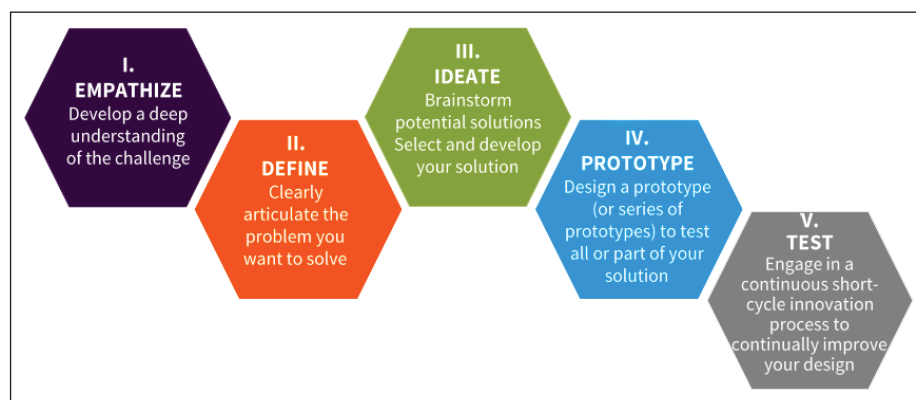 I.
EMPATHIZE
Develop a deep
understanding
of the challenge
II.
DEFINE
Clearly
articulate the
problem you
want to solve
III.
IDEATE
Brainstorm
potential solutions
Select and develop
your solution
IV.
PROTOTYPE
Design a prototype
(or series of
prototypes) to test
all or part of your
solution
V.
TEST
Engage in a
continuous short-
cycle innovation
process to
continually improve
your design